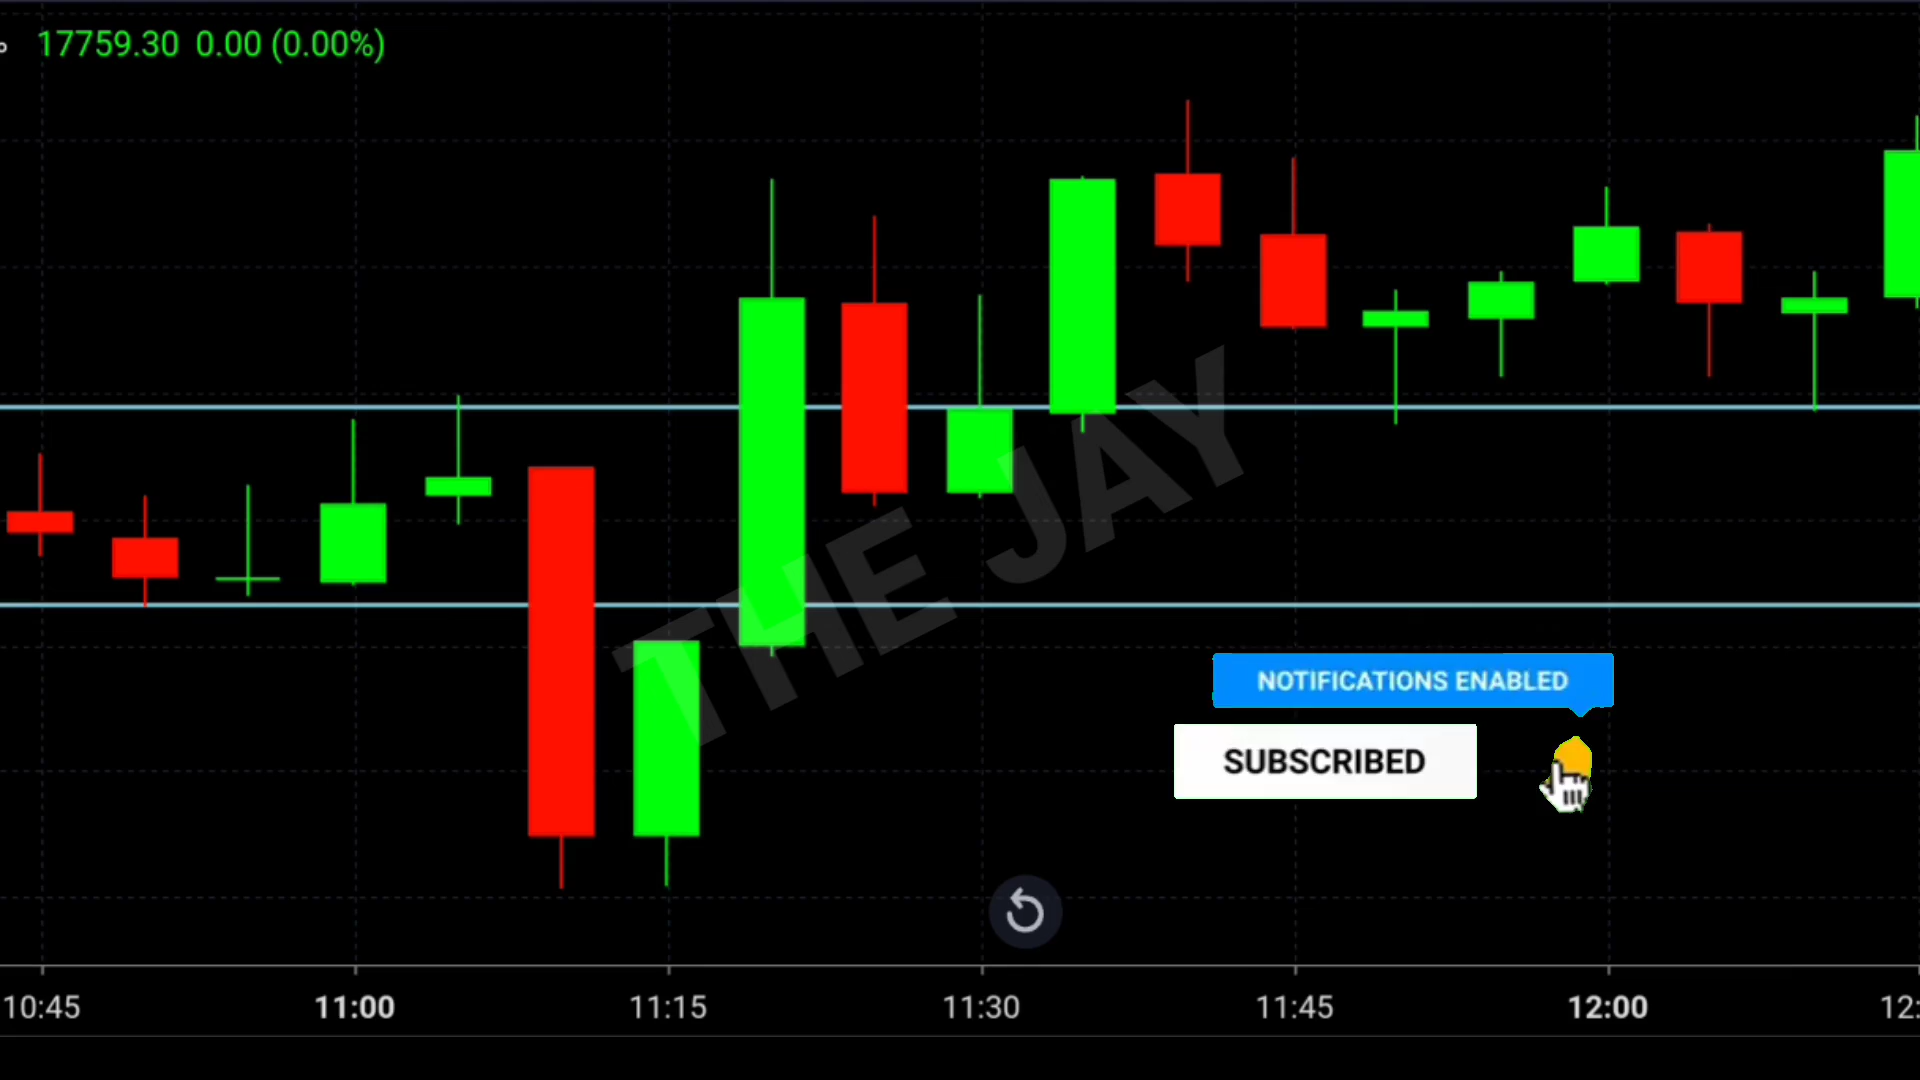 17759.30 0.00 (0.00%)
THE JAY
NOTIFICATIONS ENABLED
SUBSCRIBED
10:45 11:00 11:15 11:30 11:45 12:00